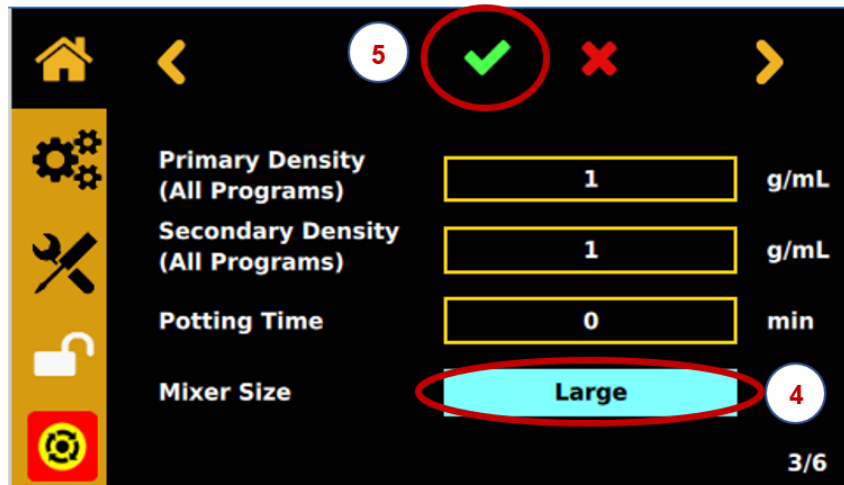 5
Primary Density
(All Programs)
1
g/mL
Secondary Density
(All Programs)
1
g/mL
Potting Time
0
min
Mixer Size
Large
4
3/6